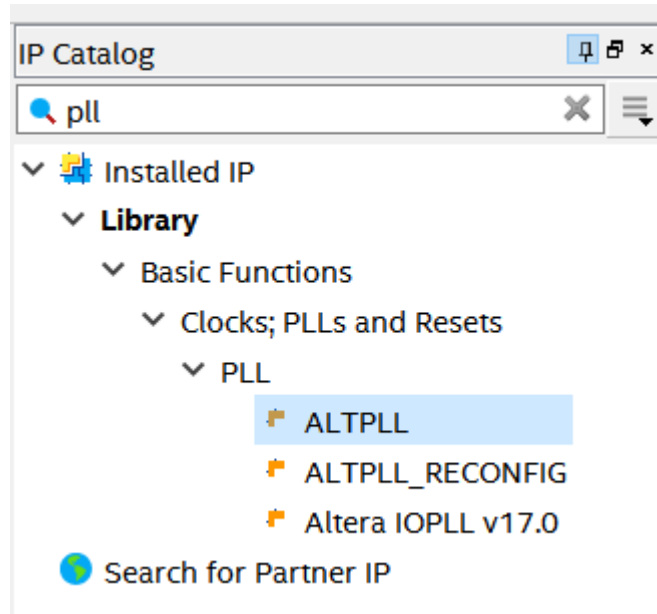 IP Catalog
pll
Installed IP
Library
Basic Functions
Clocks; PLLs and Resets
PLL
ALTPLL
ALTPLL_RECONFIG
Altera IOPLL v17.0
Search for Partner IP